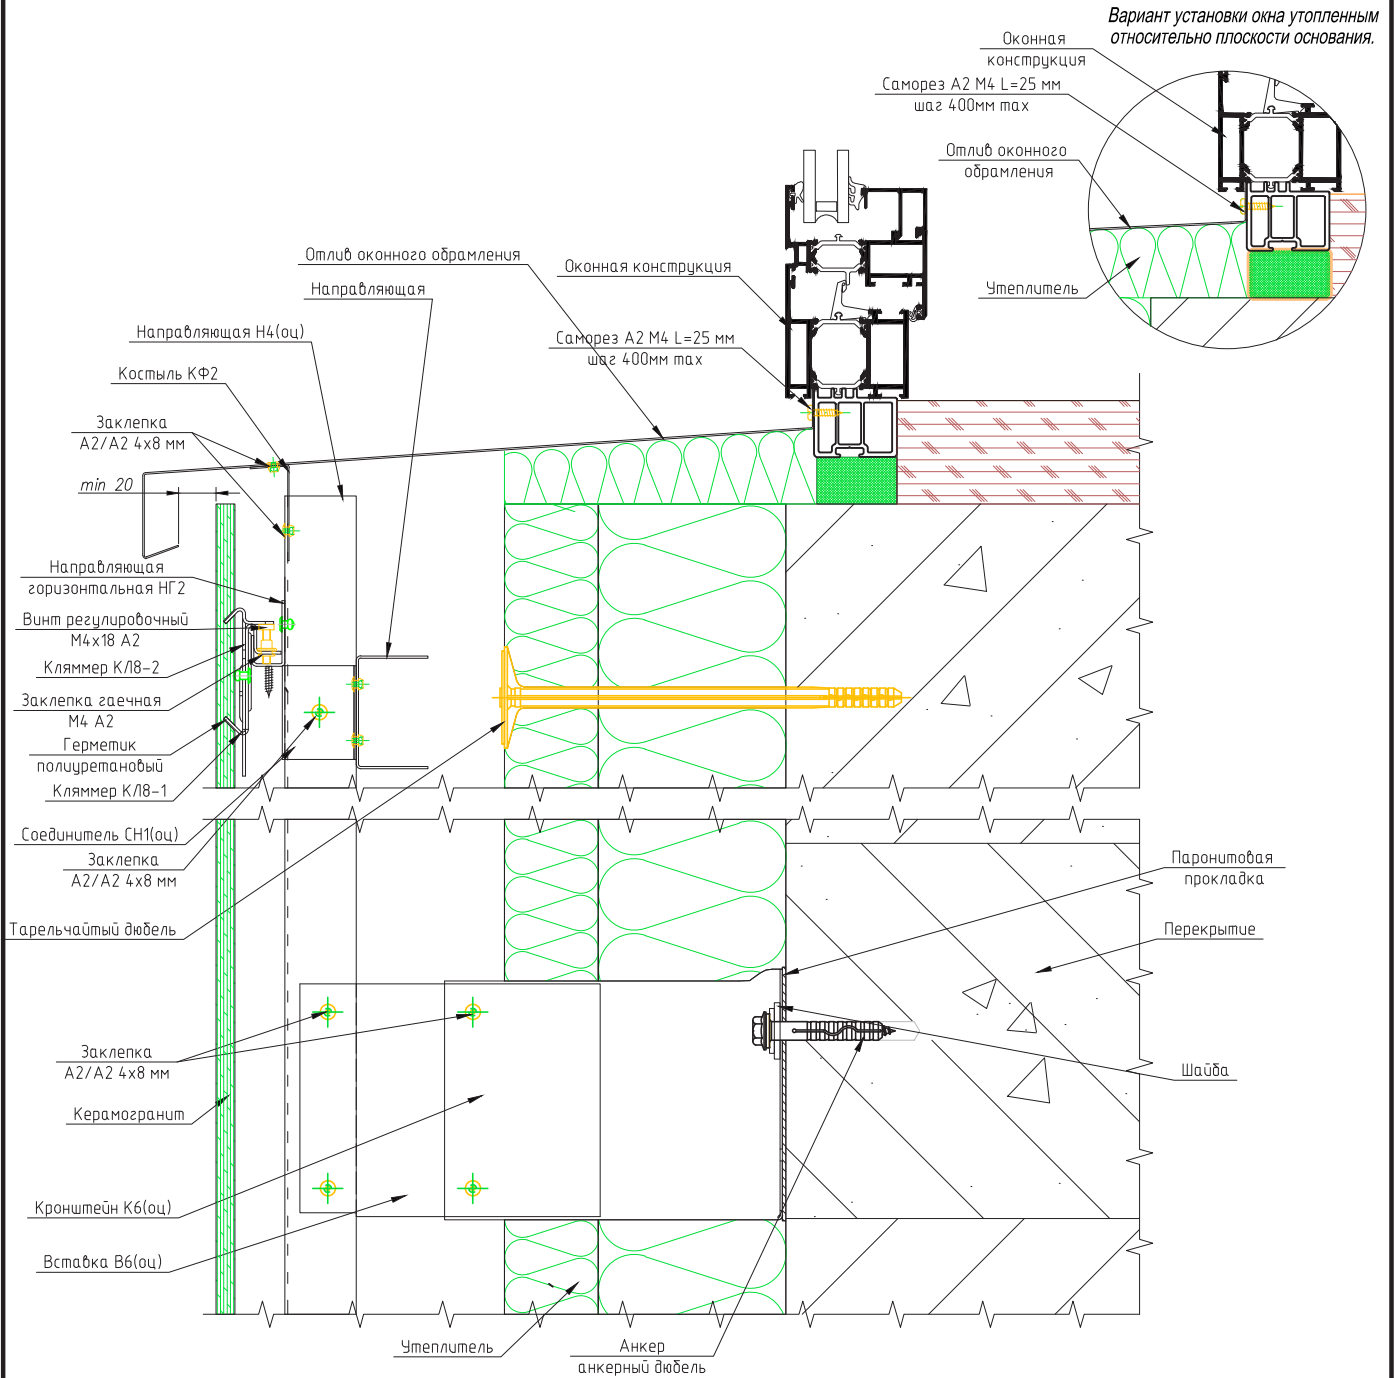 Вариант установки окна утопленным
относительно плоскости основания.
Оконная
конструкция
Саморез А2 М4 L=25 мм
шаг 400мм max
Отлив оконного
обрамления
Утеплитель
Отлив оконного обрамления
Направляющая
Оконная конструкция
Направляющая Н4(оц)
Саморез А2 М4 L=25 мм
шаг 400мм max
Костыль КФ2
Заклепка
А2/А2 4х8 мм
min 20
Направляющая
горизонтальная НГ2
Винт регулировочный
М4х18 А2
Кляммер КЛ8-2
Заклепка гаечная
М4 А2
Герметик
полиуретановый
Кляммер КЛ8-1
Соединитель СН1(оц)
Заклепка
А2/А2 4х8 мм
Тарельчайтый дюбель
Паронитовая
прокладка
Перекрытие
Заклепка
А2/А2 4х8 мм
Шайба
Керамогранит
Кронштейн К6(оц)
Вставка В6(оц)
Утеплитель
Анкер
анкерный дюбель